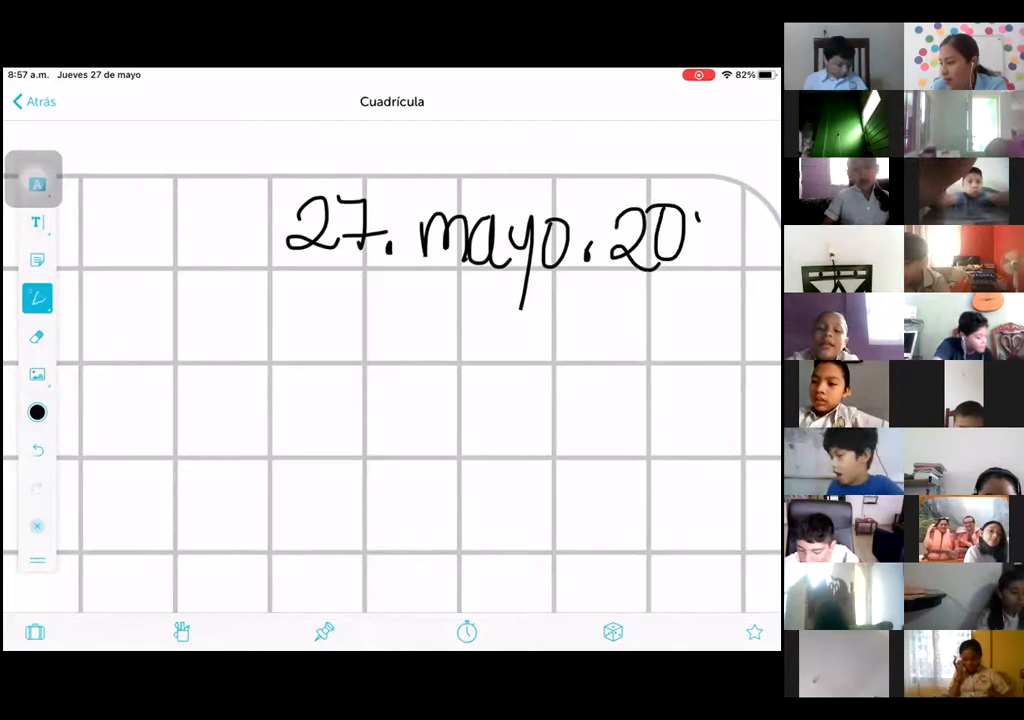 8:57 a.m. Jueves 27 de mayo 82%
Atrás Cuadrícula
A
T
27. mayo. 20